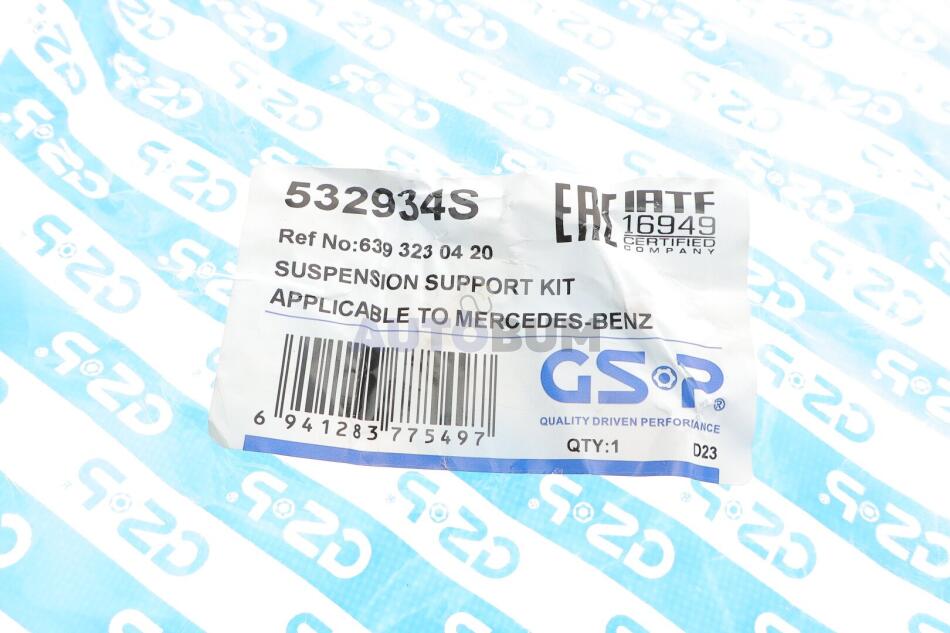 532934S
EAC
IATF
16949
CERTIFIED
COMPANY
Ref No:639 323 04 20
SUSPENSION SUPPORT KIT
APPLICABLE TO MERCEDES-BENZ
AUTOBUM
GSP®
QUALITY DRIVEN PERFORMANCE
6 941283 775497
QTY:1
D23